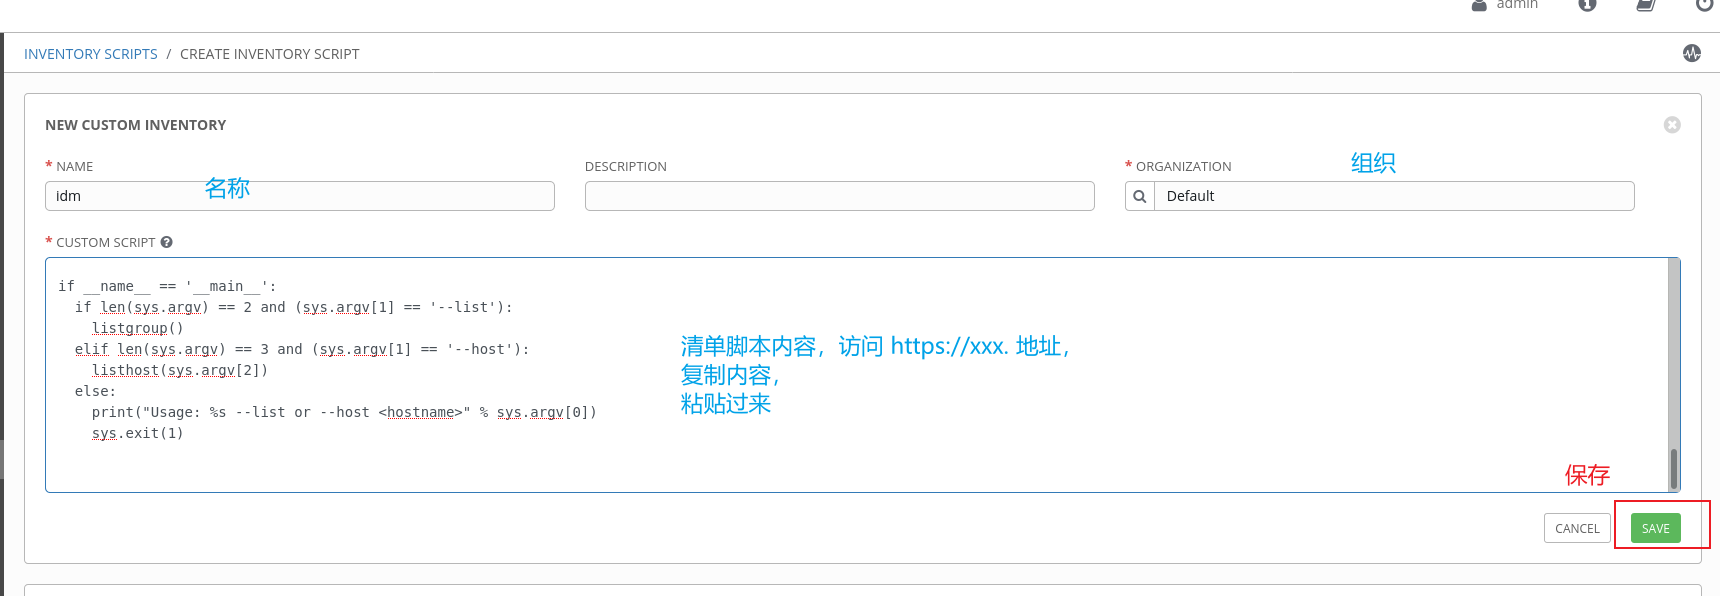 admin
INVENTORY SCRIPTS / CREATE INVENTORY SCRIPT
NEW CUSTOM INVENTORY
* NAME
DESCRIPTION
* ORGANIZATION
组织
idm
名称
Default
* CUSTOM SCRIPT
if __name__ == '__main__':
  if len(sys.argv) == 2 and (sys.argv[1] == '--list'):
    listgroup()
  elif len(sys.argv) == 3 and (sys.argv[1] == '--host'):
    listhost(sys.argv[2])
  else:
    print("Usage: %s --list or --host <hostname>" % sys.argv[0])
    sys.exit(1)
清单脚本内容，访问 https://xxx. 地址，
复制内容，
粘贴过来
保存
CANCEL
SAVE